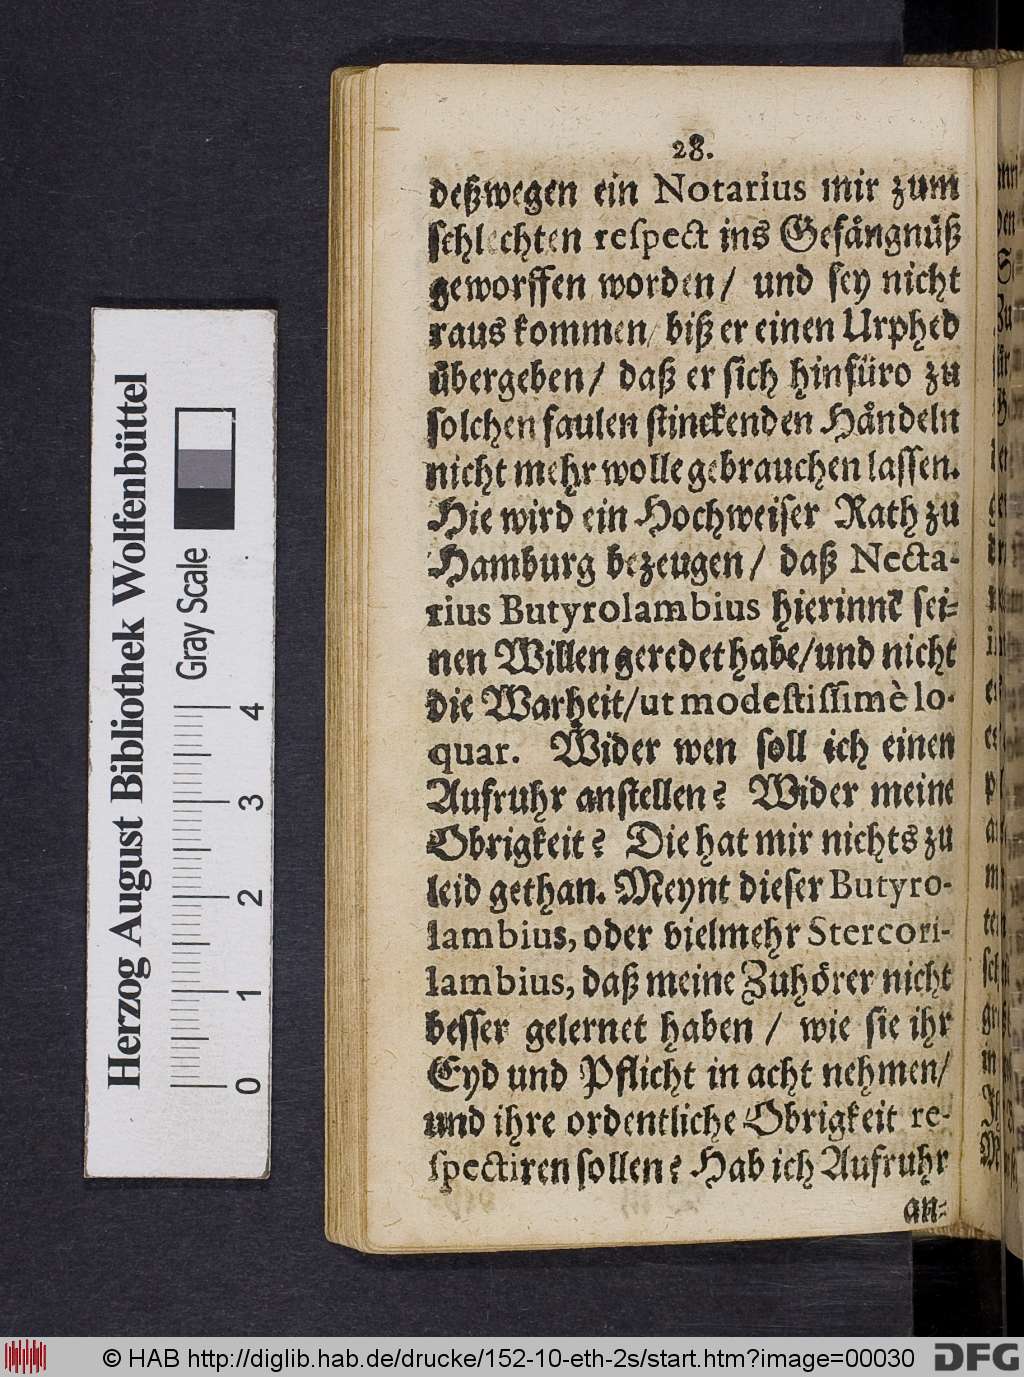 28.
deßwegen ein Notarius mir zum
schlechten reſpect ins Gefängnüß
geworffen worden / und sey nicht
raus kommen / biß er einen Urphed
übergeben / daß er sich hinfüro zu
solchen faulen stinckenden Händeln
nicht mehr wolle gebrauchen lassen.
Hie wird ein Hochweiser Rath zu
Hamburg bezeugen / daß Necta-
rius Butyrolambius hierinnē sei-
nen Willen geredet habe / und nicht
die Warheit / ut modestiſſimè lo-
quar. Wider wen soll ich einen
Aufruhr anstellen? Wider meine
Obrigkeit? Die hat mir nichts zu
leid gethan. Meynt dieser Butyro-
lambius, oder vielmehr Stercori-
lambius, daß meine Zuhörer nicht
besser gelernet haben / wie sie ihr
Eyd und Pflicht in acht nehmen /
und ihre ordentliche Obrigkeit re-
spectiren sollen? Hab ich Aufruhr
an-
Herzog August Bibliothek Wolfenbüttel
Gray Scale
0 1 2 3 4
© HAB http://diglib.hab.de/drucke/152-10-eth-2s/start.htm?image=00030
DFG